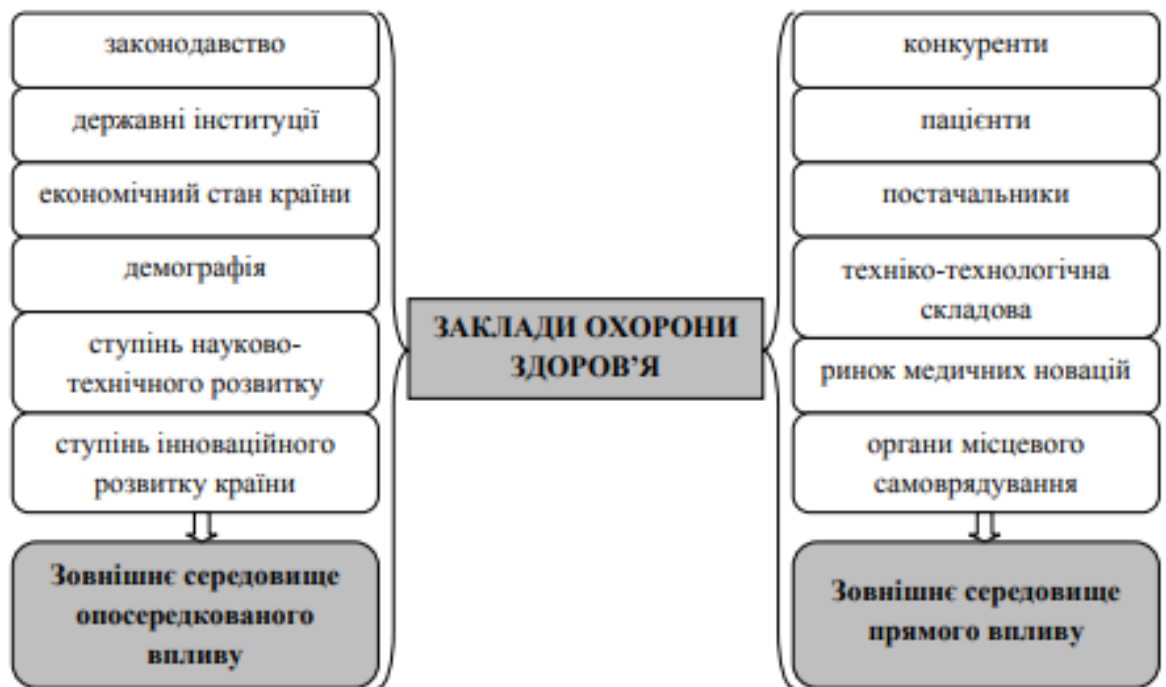 законодавство
державні інституції
економічний стан країни
демографія
ступінь науково-
технічного розвитку
ступінь інноваційного
розвитку країни
Зовнішнє середовище
опосередкованого
впливу
ЗАКЛАДИ ОХОРОНИ
ЗДОРОВ’Я
конкуренти
пацієнти
постачальники
техніко-технологічна
складова
ринок медичних новацій
органи місцевого
самоврядування
Зовнішнє середовище
прямого впливу